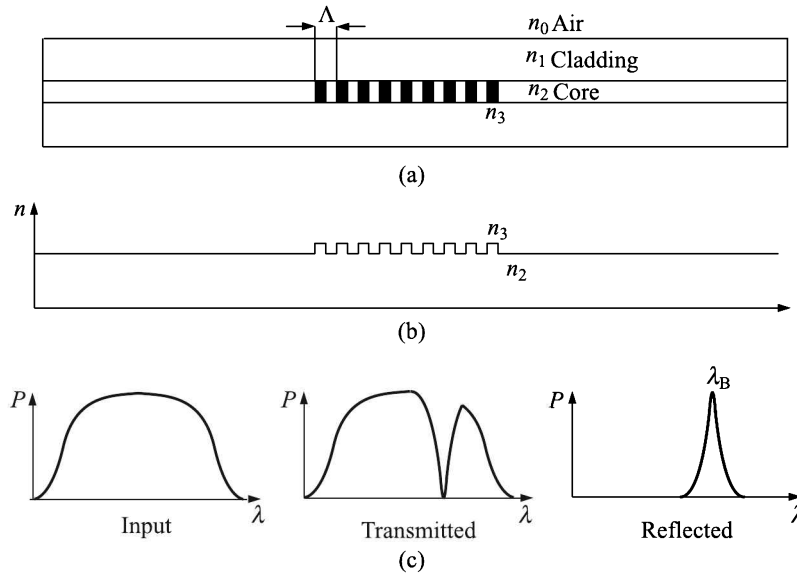 Λ
n₀ Air
n₁ Cladding
n₂ Core
n₃
(a)
n
n₃
n₂
(b)
P
λ
Input
P
λ
Transmitted
λB
P
λ
Reflected
(c)